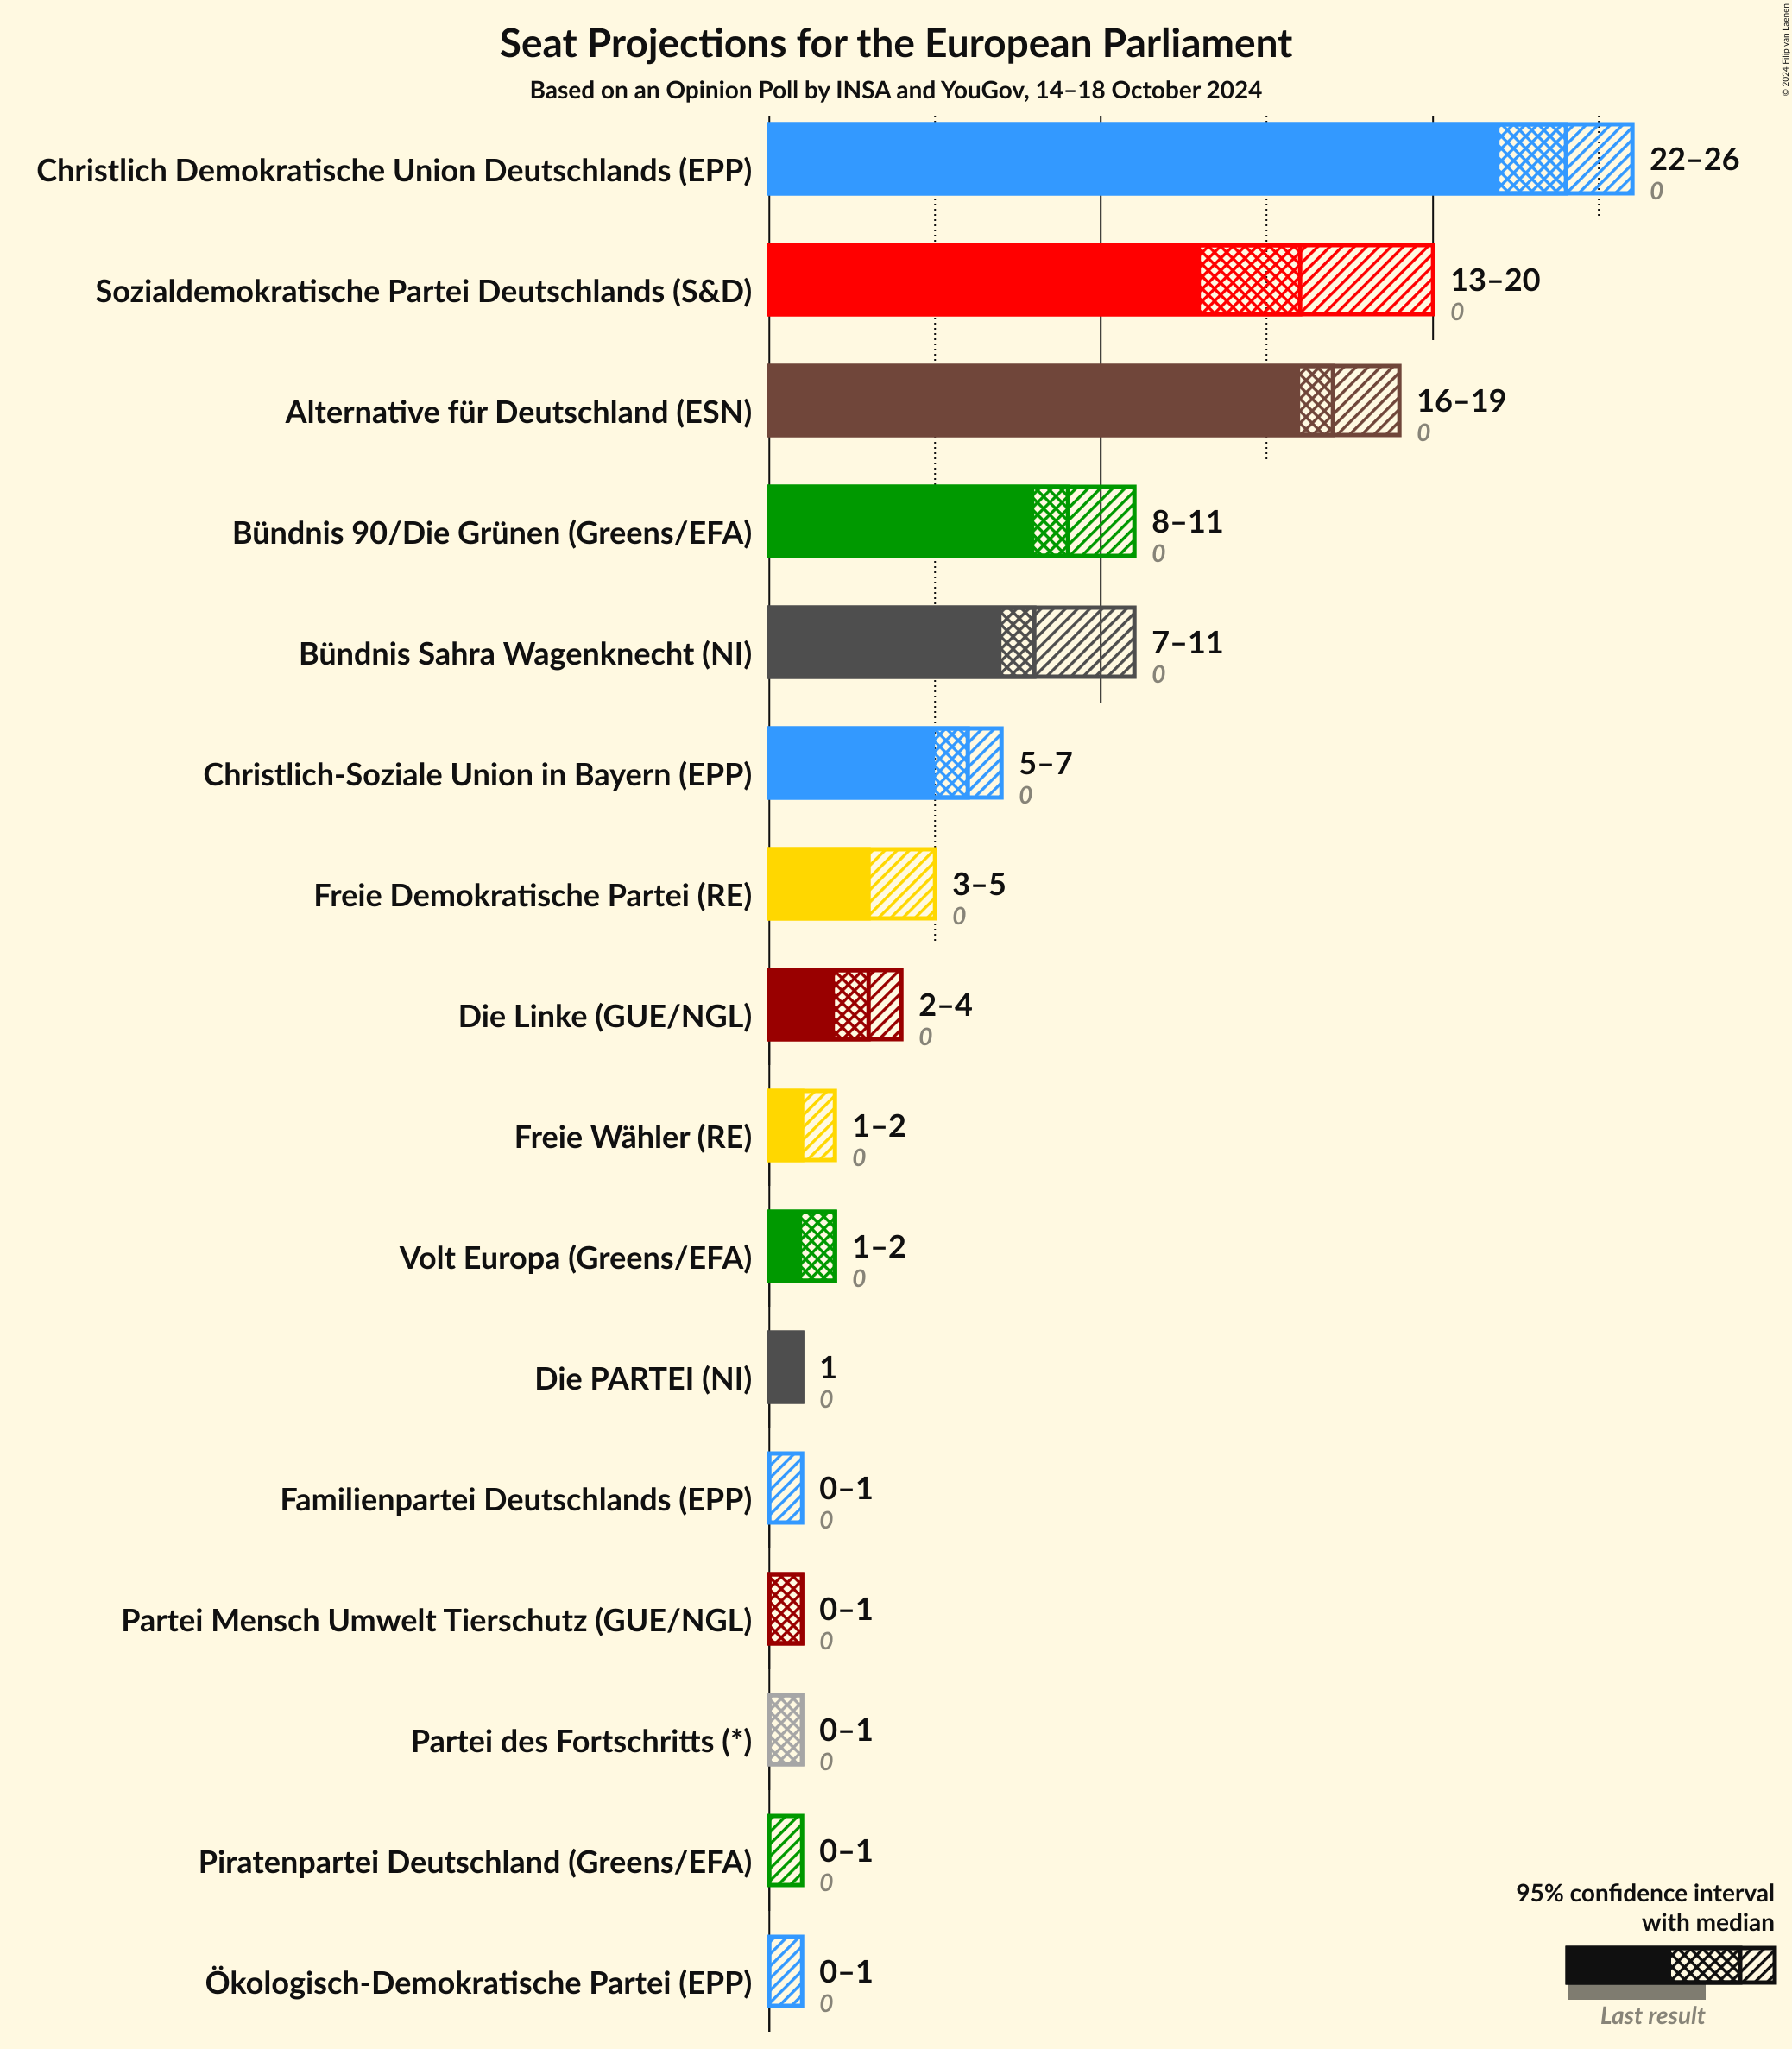 Seat Projections for the European Parliament
Based on an Opinion Poll by INSA and YouGov, 14–18 October 2024
© 2024 Filip van Laenen
Christlich Demokratische Union Deutschlands (EPP)
22–26
0
Sozialdemokratische Partei Deutschlands (S&D)
13–20
0
Alternative für Deutschland (ESN)
16–19
0
Bündnis 90/Die Grünen (Greens/EFA)
8–11
0
Bündnis Sahra Wagenknecht (NI)
7–11
0
Christlich-Soziale Union in Bayern (EPP)
5–7
0
Freie Demokratische Partei (RE)
3–5
0
Die Linke (GUE/NGL)
2–4
0
Freie Wähler (RE)
1–2
0
Volt Europa (Greens/EFA)
1–2
0
Die PARTEI (NI)
1
0
Familienpartei Deutschlands (EPP)
0–1
0
Partei Mensch Umwelt Tierschutz (GUE/NGL)
0–1
0
Partei des Fortschritts (*)
0–1
0
Piratenpartei Deutschland (Greens/EFA)
0–1
0
Ökologisch-Demokratische Partei (EPP)
0–1
0
95% confidence interval
with median
Last result